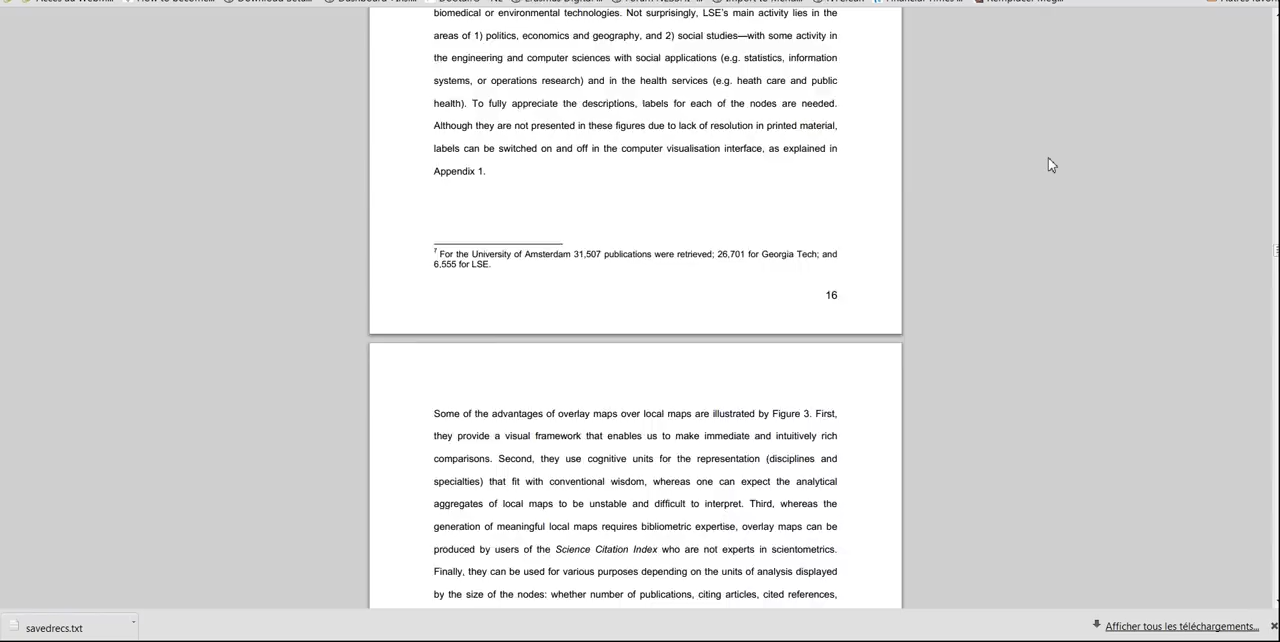 biomedical or environmental technologies. Not surprisingly, LSE's main activity lies in the
areas of 1) politics, economics and geography, and 2) social studies—with some activity in
the engineering and computer sciences with social applications (e.g. statistics, information
systems, or operations research) and in the health services (e.g. heath care and public
health). To fully appreciate the descriptions, labels for each of the nodes are needed.
Although they are not presented in these figures due to lack of resolution in printed material,
labels can be switched on and off in the computer visualisation interface, as explained in
Appendix 1.
7 For the University of Amsterdam 31,507 publications were retrieved; 26,701 for Georgia Tech; and
6,555 for LSE.
16
Some of the advantages of overlay maps over local maps are illustrated by Figure 3. First,
they provide a visual framework that enables us to make immediate and intuitively rich
comparisons. Second, they use cognitive units for the representation (disciplines and
specialties) that fit with conventional wisdom, whereas one can expect the analytical
aggregates of local maps to be unstable and difficult to interpret. Third, whereas the
generation of meaningful local maps requires bibliometric expertise, overlay maps can be
produced by users of the Science Citation Index who are not experts in scientometrics.
Finally, they can be used for various purposes depending on the units of analysis displayed
by the size of the nodes: whether number of publications, citing articles, cited references,
savedrecs.txt
Afficher tous les téléchargements...